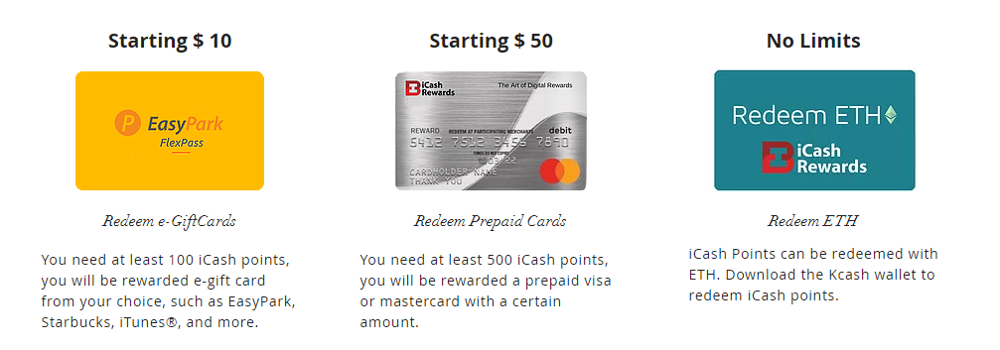 Starting $ 10
P EasyPark
FlexPass
Redeem e-GiftCards
You need at least 100 iCash points,
you will be rewarded e-gift card
from your choice, such as EasyPark,
Starbucks, iTunes®, and more.
Starting $ 50
iCash
Rewards
The Art of Digital Rewards
REWARD
REDEEM AT PARTICIPATING MERCHANTS
debit
5412 7512 3456 7890
FUNDS DO NOT EXPIRE
CARDHOLDER NAME
THANK YOU
Redeem Prepaid Cards
You need at least 500 iCash points,
you will be rewarded a prepaid visa
or mastercard with a certain
amount.
No Limits
Redeem ETH
iCash
Rewards
Redeem ETH
iCash Points can be redeemed with
ETH. Download the Kcash wallet to
redeem iCash points.